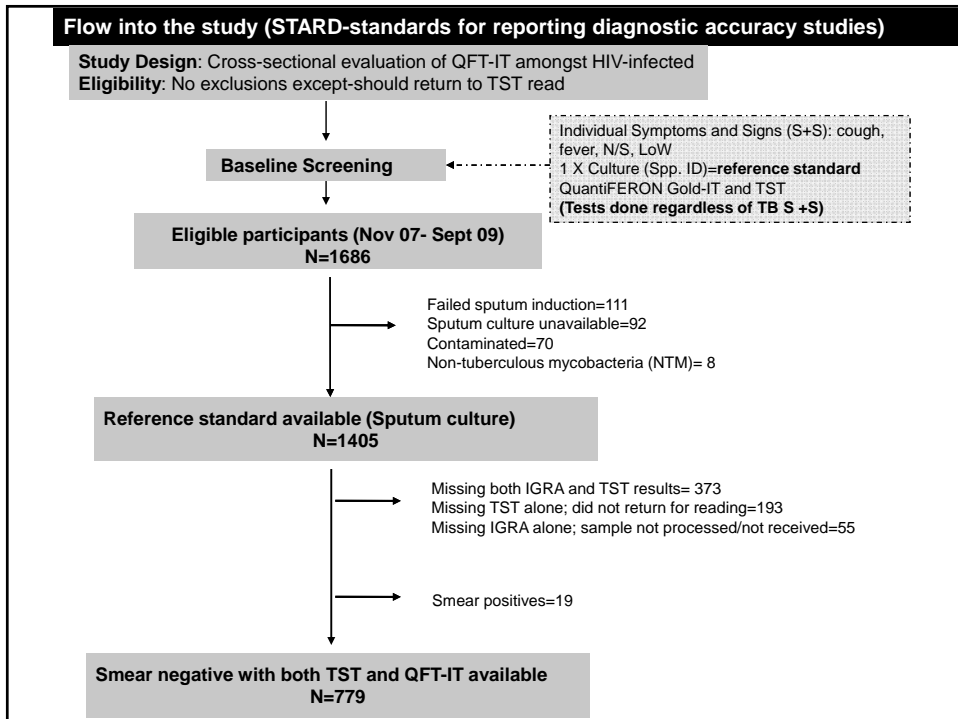 Flow into the study (STARD-standards for reporting diagnostic accuracy studies)
Study Design: Cross-sectional evaluation of QFT-IT amongst HIV-infected
Eligibility: No exclusions except-should return to TST read
Individual Symptoms and Signs (S+S): cough,
fever, N/S, LoW
1 X Culture (Spp. ID)=reference standard
QuantiFERON Gold-IT and TST
(Tests done regardless of TB S +S)
Baseline Screening
Eligible participants (Nov 07- Sept 09)
N=1686
Failed sputum induction=111
Sputum culture unavailable=92
Contaminated=70
Non-tuberculous mycobacteria (NTM)= 8
Reference standard available (Sputum culture)
N=1405
Missing both IGRA and TST results= 373
Missing TST alone; did not return for reading=193
Missing IGRA alone; sample not processed/not received=55
Smear positives=19
Smear negative with both TST and QFT-IT available
N=779